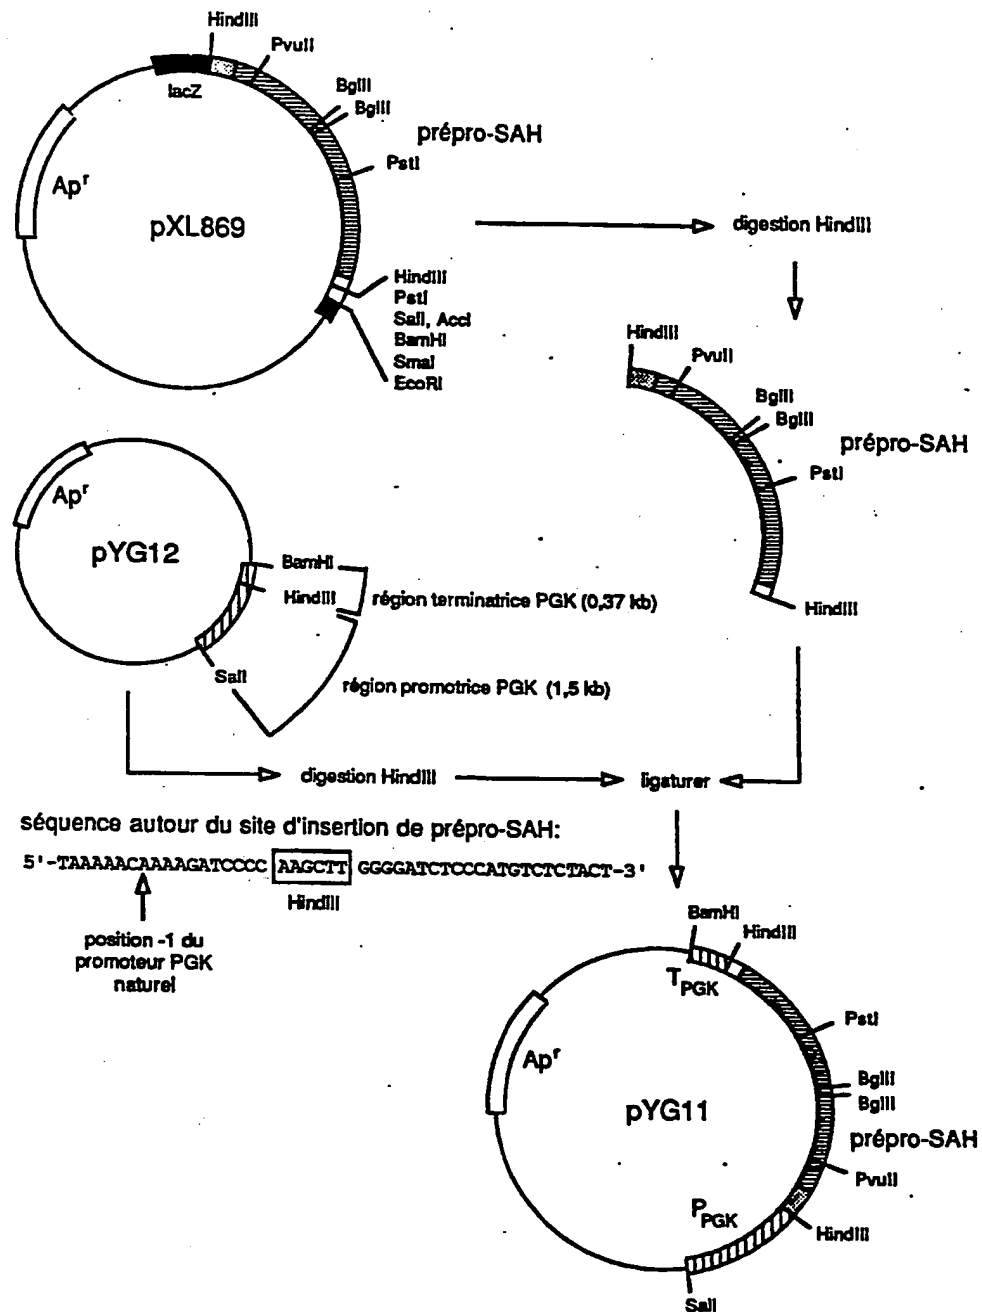 HindIII
PvuII
lacZ
BglII
BglII
prépro-SAH
PstI
Apʳ
pXL869
digestion HindIII
HindIII
PstI
SalI, AccI
BamHI
SmaI
EcoRI
HindIII
PvuII
BglII
BglII
prépro-SAH
PstI
HindIII
Apʳ
pYG12
BamHI
HindIII
région terminatrice PGK (0,37 kb)
SalI
région promotrice PGK (1,5 kb)
digestion HindIII
ligaturer
séquence autour du site d'insertion de prépro-SAH:
5'-TAAAAACAAAAGATCCCC AAGCTT GGGGATCTCCCATGTCTCTACT-3'
HindIII
position -1 du
promoteur PGK
naturel
BamHI
HindIII
TPGK
PstI
Apʳ
BglII
BglII
pYG11
prépro-SAH
PvuII
PPGK
HindIII
SalI